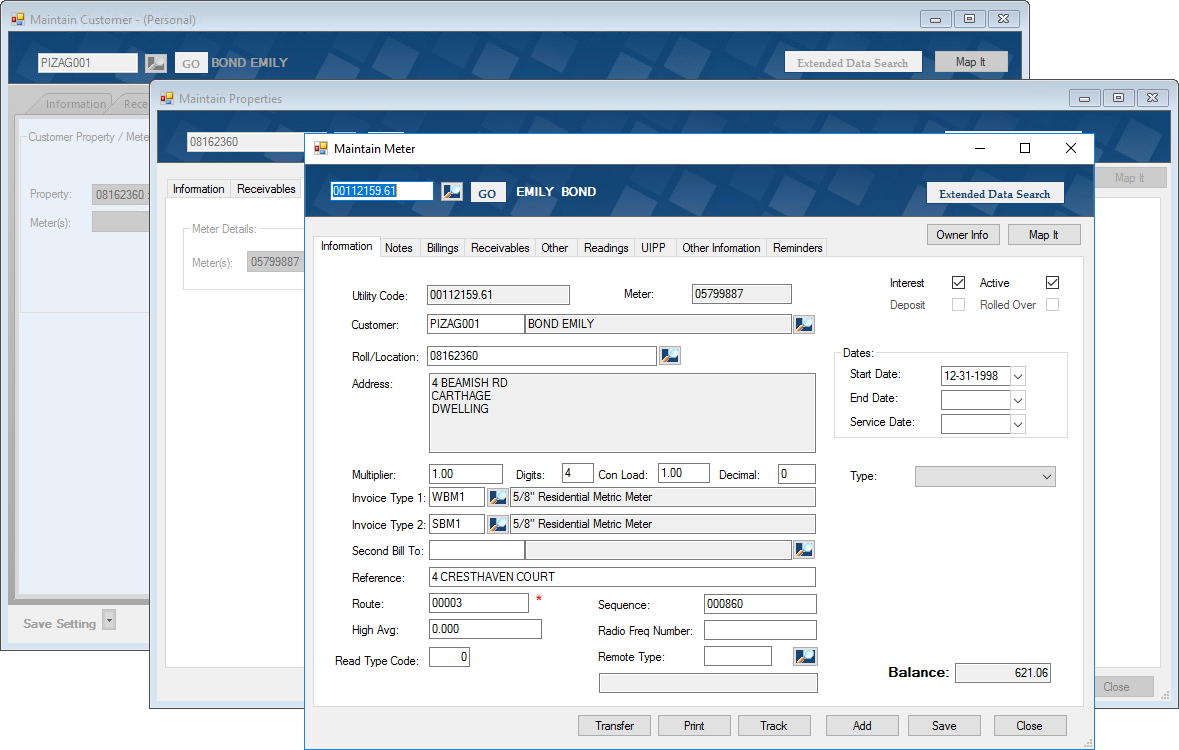 Maintain Customer - (Personal)
PIZAG001 GO BOND EMILY Extended Data Search Map It
Information Rece
Customer Property / Mete
Property: 08162360
Meter(s):
Save Setting
Maintain Properties
08162360
Map It
Information Receivables
Meter Details:
Meter(s): 05799887
Close
Maintain Meter
00112159.61 GO EMILY BOND Extended Data Search
Owner Info Map It
Information Notes Billings Receivables Other Readings UIPP Other Infomation Reminders
Utility Code: 00112159.61 Meter: 05799887
Interest Active
Deposit Rolled Over
Customer: PIZAG001 BOND EMILY
Roll/Location: 08162360
Address: 4 BEAMISH RD
CARTHAGE
DWELLING
Dates:
Start Date: 12-31-1998
End Date:
Service Date:
Multiplier: 1.00 Digits: 4 Con Load: 1.00 Decimal: 0
Type:
Invoice Type 1: WBM1 5/8" Residential Metric Meter
Invoice Type 2: SBM1 5/8" Residential Metric Meter
Second Bill To:
Reference: 4 CRESTHAVEN COURT
Route: 00003 * Sequence: 000860
High Avg: 0.000 Radio Freq Number:
Read Type Code: 0 Remote Type:
Balance: 621.06
Transfer Print Track Add Save Close